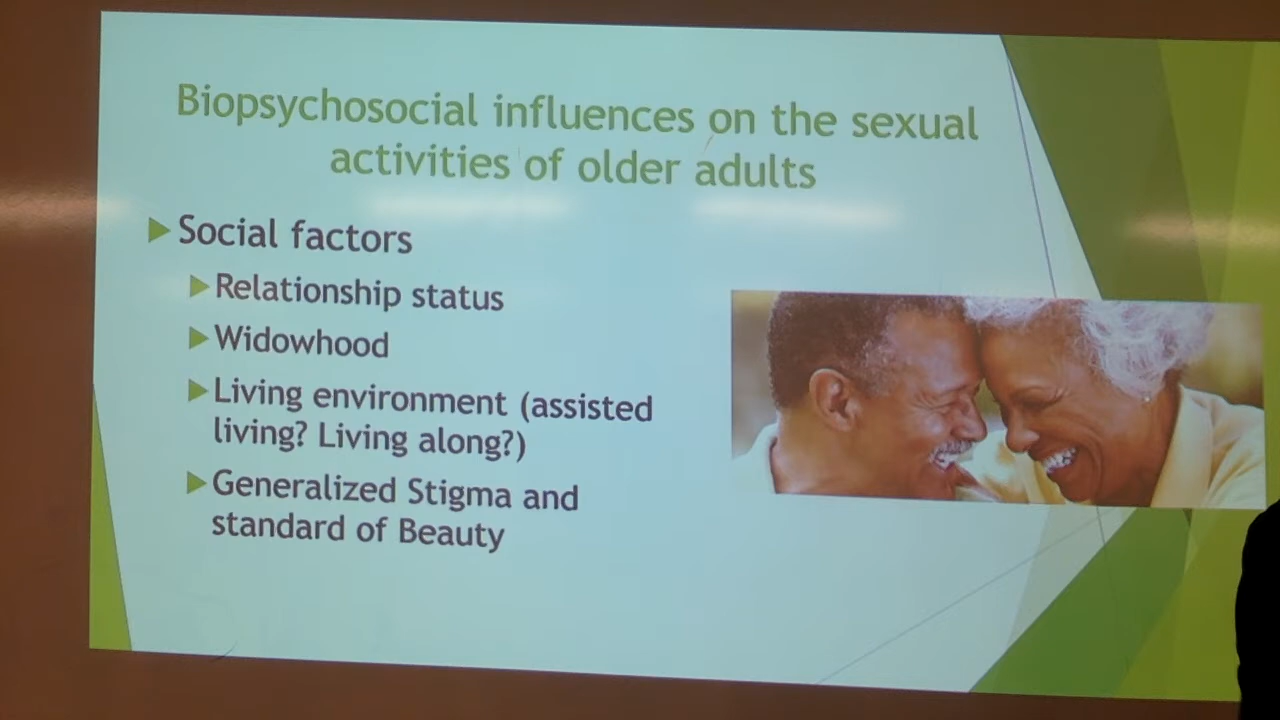 Biopsychosocial influences on the sexual
activities of older adults
Social factors
Relationship status
Widowhood
Living environment (assisted
living? Living along?)
Generalized Stigma and
standard of Beauty